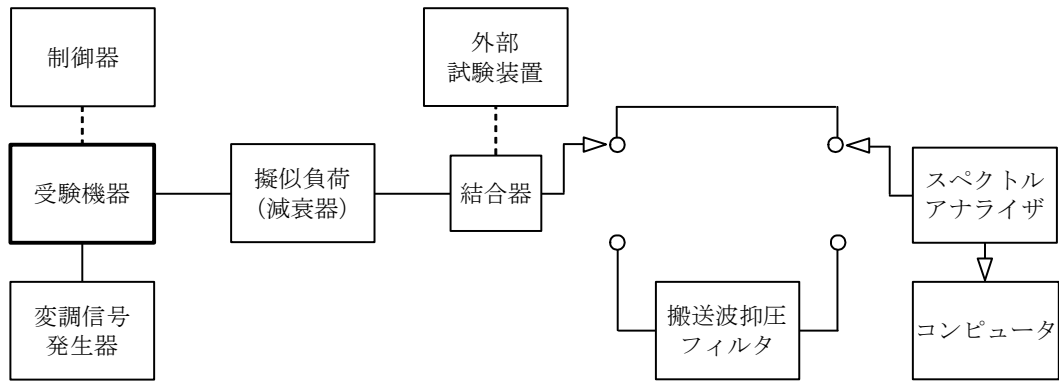 制御器
外部
試験装置
受験機器
擬似負荷
（減衰器）
結合器
スペクトル
アナライザ
変調信号
発生器
搬送波抑圧
フィルタ
コンピュータ